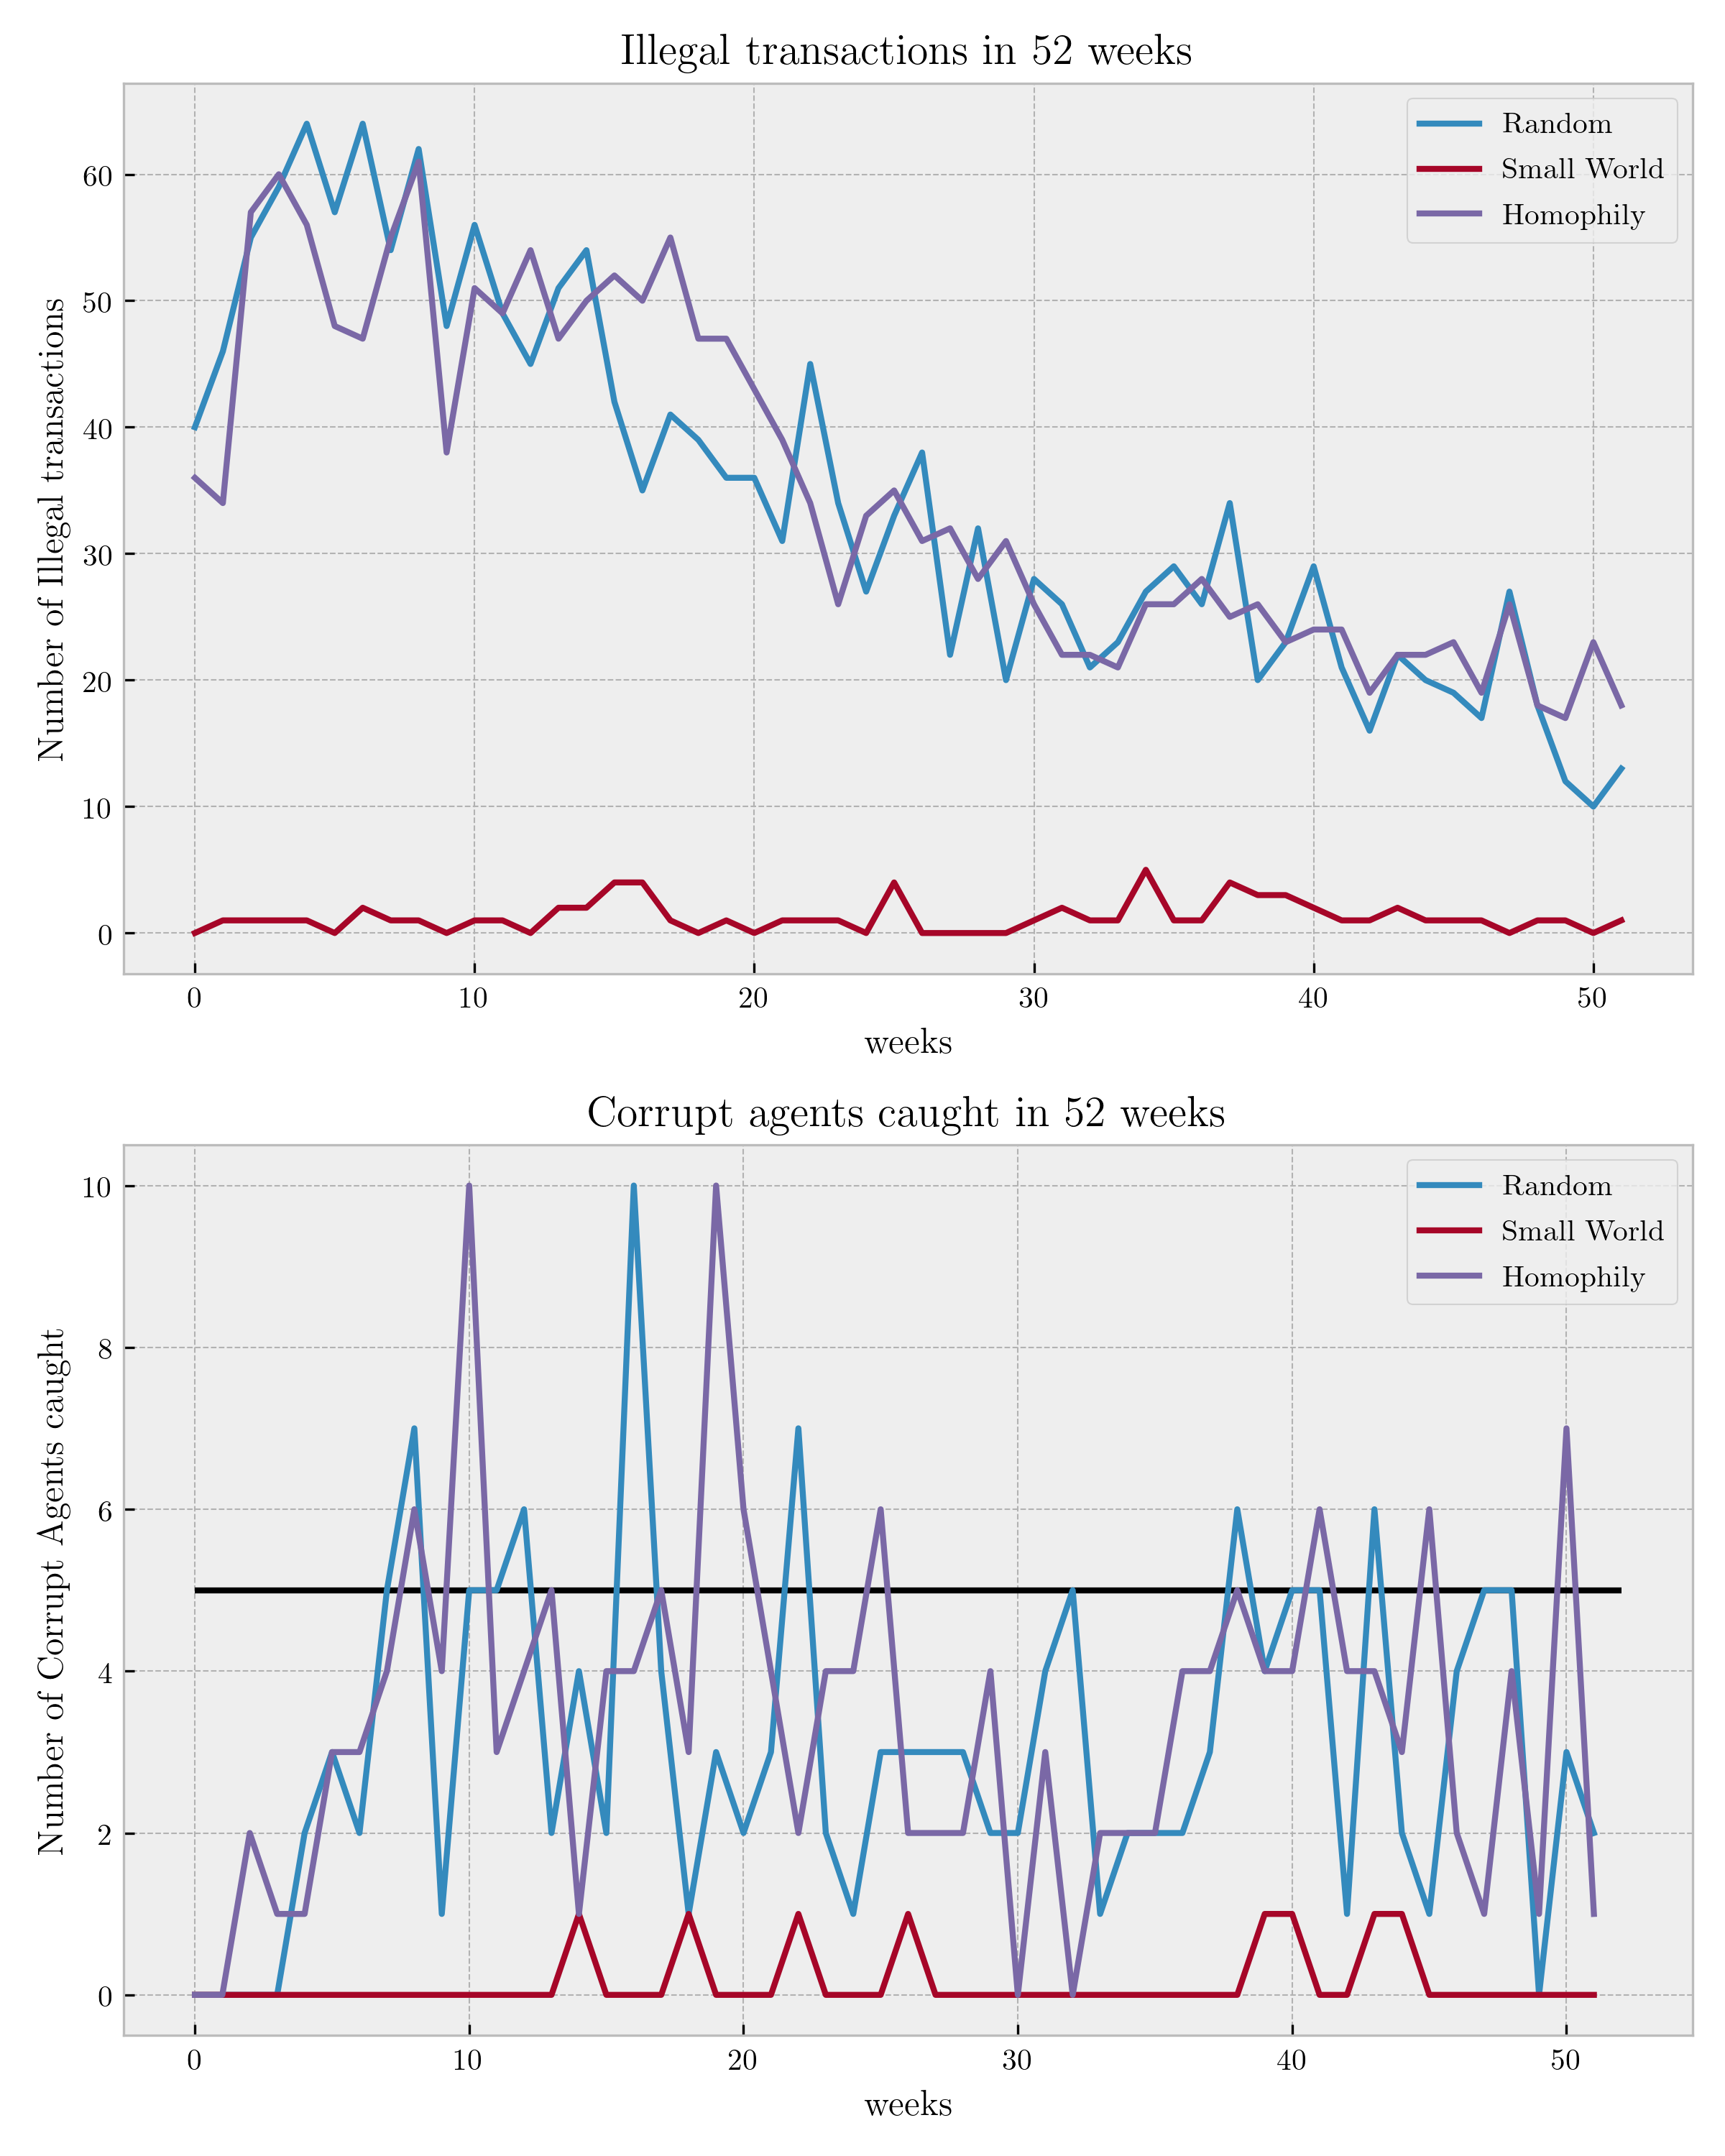 Illegal transactions in 52 weeks
Random
Small World
Homophily
Number of Illegal transactions
60
50
40
30
20
10
0
0 10 20 30 40 50
weeks
Corrupt agents caught in 52 weeks
Random
Small World
Homophily
Number of Corrupt Agents caught
10
8
6
4
2
0
0 10 20 30 40 50
weeks